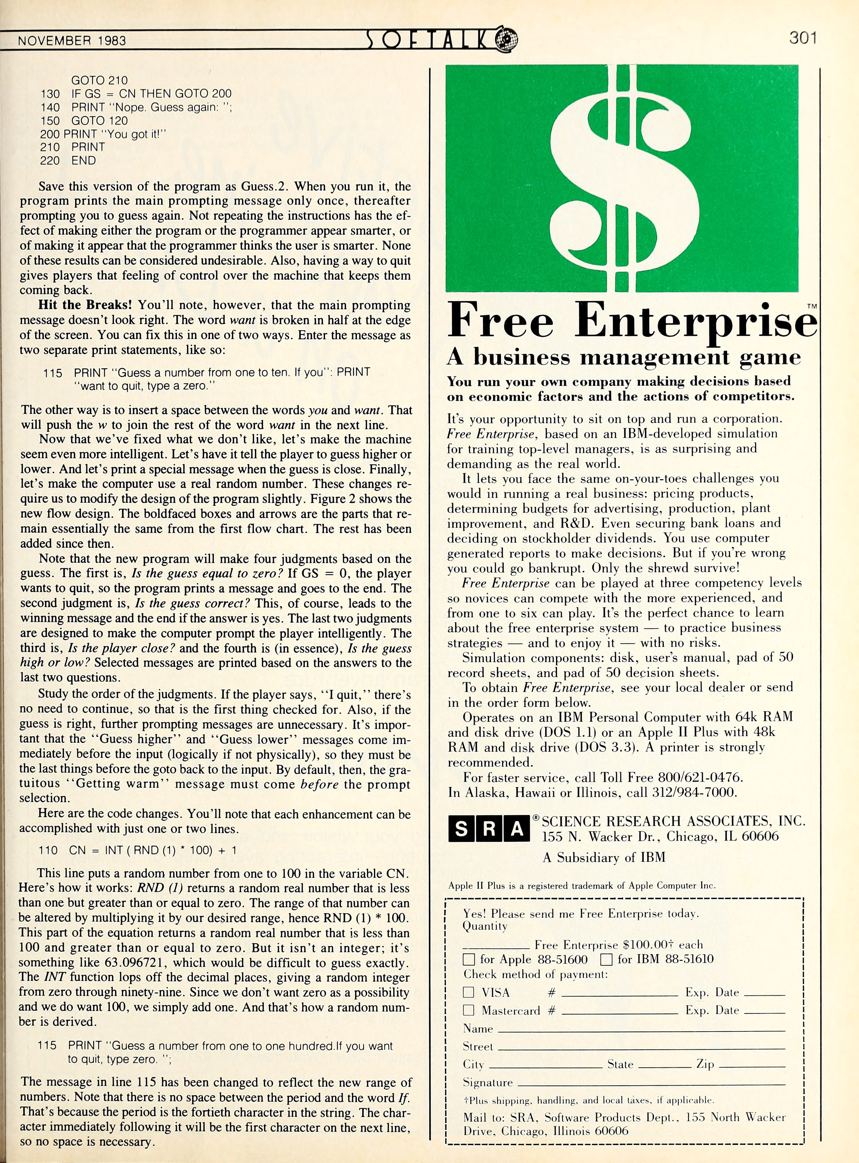 NOVEMBER 1983
SOFTALK
301
GOTO 210
130 IF GS = CN THEN GOTO 200
140 PRINT "Nope. Guess again: ";
150 GOTO 120
200 PRINT "You got it!"
210 PRINT
220 END
Save this version of the program as Guess.2. When you run it, the
program prints the main prompting message only once, thereafter
prompting you to guess again. Not repeating the instructions has the ef-
fect of making either the program or the programmer appear smarter, or
of making it appear that the programmer thinks the user is smarter. None
of these results can be considered undesirable. Also, having a way to quit
gives players that feeling of control over the machine that keeps them
coming back.
Hit the Breaks! You'll note, however, that the main prompting
message doesn't look right. The word want is broken in half at the edge
of the screen. You can fix this in one of two ways. Enter the message as
two separate print statements, like so:
115 PRINT "Guess a number from one to ten. If you": PRINT
"want to quit, type a zero."
The other way is to insert a space between the words you and want. That
will push the w to join the rest of the word want in the next line.
Now that we've fixed what we don't like, let's make the machine
seem even more intelligent. Let's have it tell the player to guess higher or
lower. And let's print a special message when the guess is close. Finally,
let's make the computer use a real random number. These changes re-
quire us to modify the design of the program slightly. Figure 2 shows the
new flow design. The boldfaced boxes and arrows are the parts that re-
main essentially the same from the first flow chart. The rest has been
added since then.
Note that the new program will make four judgments based on the
guess. The first is, Is the guess equal to zero? If GS = 0, the player
wants to quit, so the program prints a message and goes to the end. The
second judgment is, Is the guess correct? This, of course, leads to the
winning message and the end if the answer is yes. The last two judgments
are designed to make the computer prompt the player intelligently. The
third is, Is the player close? and the fourth is (in essence), Is the guess
high or low? Selected messages are printed based on the answers to the
last two questions.
Study the order of the judgments. If the player says, "I quit," there's
no need to continue, so that is the first thing checked for. Also, if the
guess is right, further prompting messages are unnecessary. It's impor-
tant that the "Guess higher" and "Guess lower" messages come im-
mediately before the input (logically if not physically), so they must be
the last things before the goto back to the input. By default, then, the gra-
tuitous "Getting warm" message must come before the prompt
selection.
Here are the code changes. You'll note that each enhancement can be
accomplished with just one or two lines.
110 CN = INT ( RND (1) * 100) + 1
This line puts a random number from one to 100 in the variable CN.
Here's how it works: RND (1) returns a random real number that is less
than one but greater than or equal to zero. The range of that number can
be altered by multiplying it by our desired range, hence RND (1) * 100.
This part of the equation returns a random real number that is less than
100 and greater than or equal to zero. But it isn't an integer; it's
something like 63.096721, which would be difficult to guess exactly.
The INT function lops off the decimal places, giving a random integer
from zero through ninety-nine. Since we don't want zero as a possibility
and we do want 100, we simply add one. And that's how a random num-
ber is derived.
115 PRINT "Guess a number from one to one hundred.If you want
to quit, type zero. ";
The message in line 115 has been changed to reflect the new range of
numbers. Note that there is no space between the period and the word If.
That's because the period is the fortieth character in the string. The char-
acter immediately following it will be the first character on the next line,
so no space is necessary.
$
Free Enterprise™
A business management game
You run your own company making decisions based
on economic factors and the actions of competitors.
It's your opportunity to sit on top and run a corporation.
Free Enterprise, based on an IBM-developed simulation
for training top-level managers, is as surprising and
demanding as the real world.
It lets you face the same on-your-toes challenges you
would in running a real business: pricing products,
determining budgets for advertising, production, plant
improvement, and R&D. Even securing bank loans and
deciding on stockholder dividends. You use computer
generated reports to make decisions. But if you're wrong
you could go bankrupt. Only the shrewd survive!
Free Enterprise can be played at three competency levels
so novices can compete with the more experienced, and
from one to six can play. It's the perfect chance to learn
about the free enterprise system — to practice business
strategies — and to enjoy it — with no risks.
Simulation components: disk, user's manual, pad of 50
record sheets, and pad of 50 decision sheets.
To obtain Free Enterprise, see your local dealer or send
in the order form below.
Operates on an IBM Personal Computer with 64k RAM
and disk drive (DOS 1.1) or an Apple II Plus with 48k
RAM and disk drive (DOS 3.3). A printer is strongly
recommended.
For faster service, call Toll Free 800/621-0476.
In Alaska, Hawaii or Illinois, call 312/984-7000.
SRA ® SCIENCE RESEARCH ASSOCIATES, INC.
155 N. Wacker Dr., Chicago, IL 60606
A Subsidiary of IBM
Apple II Plus is a registered trademark of Apple Computer Inc.
Yes! Please send me Free Enterprise today.
Quantity
Free Enterprise $100.00† each
for Apple 88-51600 for IBM 88-51610
Check method of payment:
VISA # Exp. Date
Mastercard # Exp. Date
Name
Street
City State Zip
Signature
†Plus shipping, handling, and local taxes, if applicable.
Mail to: SRA, Software Products Dept., 155 North Wacker
Drive, Chicago, Illinois 60606